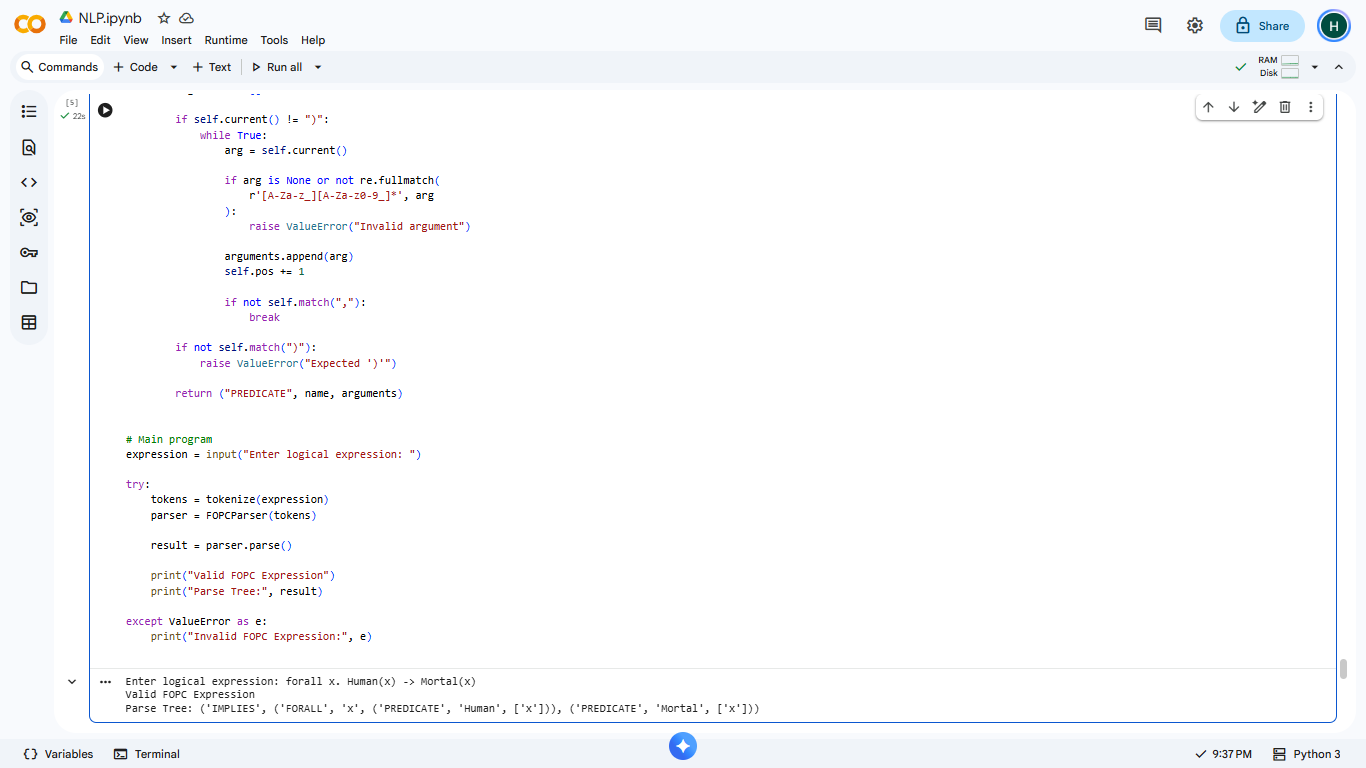 CO NLP.ipynb
File Edit View Insert Runtime Tools Help
Share
H
Commands + Code + Text Run all
RAM
Disk
[5]
22s
if self.current() != ")":
while True:
arg = self.current()
if arg is None or not re.fullmatch(
r'[A-Za-z_][A-Za-z0-9_]*', arg
):
raise ValueError("Invalid argument")
arguments.append(arg)
self.pos += 1
if not self.match(","):
break
if not self.match(")"):
raise ValueError("Expected ')'")
return ("PREDICATE", name, arguments)
# Main program
expression = input("Enter logical expression: ")
try:
tokens = tokenize(expression)
parser = FOPCParser(tokens)
result = parser.parse()
print("Valid FOPC Expression")
print("Parse Tree:", result)
except ValueError as e:
print("Invalid FOPC Expression:", e)
Enter logical expression: forall x. Human(x) -> Mortal(x)
Valid FOPC Expression
Parse Tree: ('IMPLIES', ('FORALL', 'x', ('PREDICATE', 'Human', ['x'])), ('PREDICATE', 'Mortal', ['x']))
Variables Terminal
9:37 PM Python 3